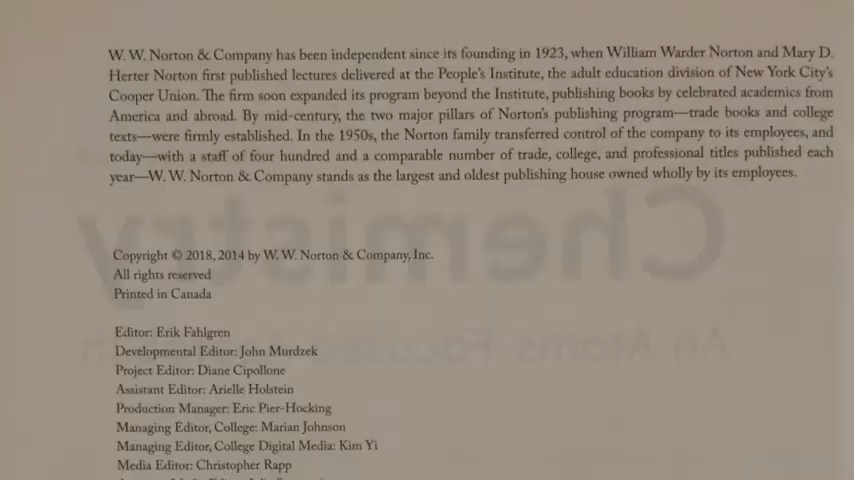 W. W. Norton & Company has been independent since its founding in 1923, when William Warder Norton and Mary D.
Herter Norton first published lectures delivered at the People's Institute, the adult education division of New York City's
Cooper Union. The firm soon expanded its program beyond the Institute, publishing books by celebrated academics from
America and abroad. By mid-century, the two major pillars of Norton's publishing program—trade books and college
texts—were firmly established. In the 1950s, the Norton family transferred control of the company to its employees, and
today—with a staff of four hundred and a comparable number of trade, college, and professional titles published each
year—W. W. Norton & Company stands as the largest and oldest publishing house owned wholly by its employees.
Chemistry
Copyright © 2018, 2014 by W. W. Norton & Company, Inc.
All rights reserved
Printed in Canada
An Atoms-Focused
Editor: Erik Fahlgren
Developmental Editor: John Murdzek
Project Editor: Diane Cipollone
Assistant Editor: Arielle Holstein
Production Manager: Eric Pier-Hocking
Managing Editor, College: Marian Johnson
Managing Editor, College Digital Media: Kim Yi
Media Editor: Christopher Rapp